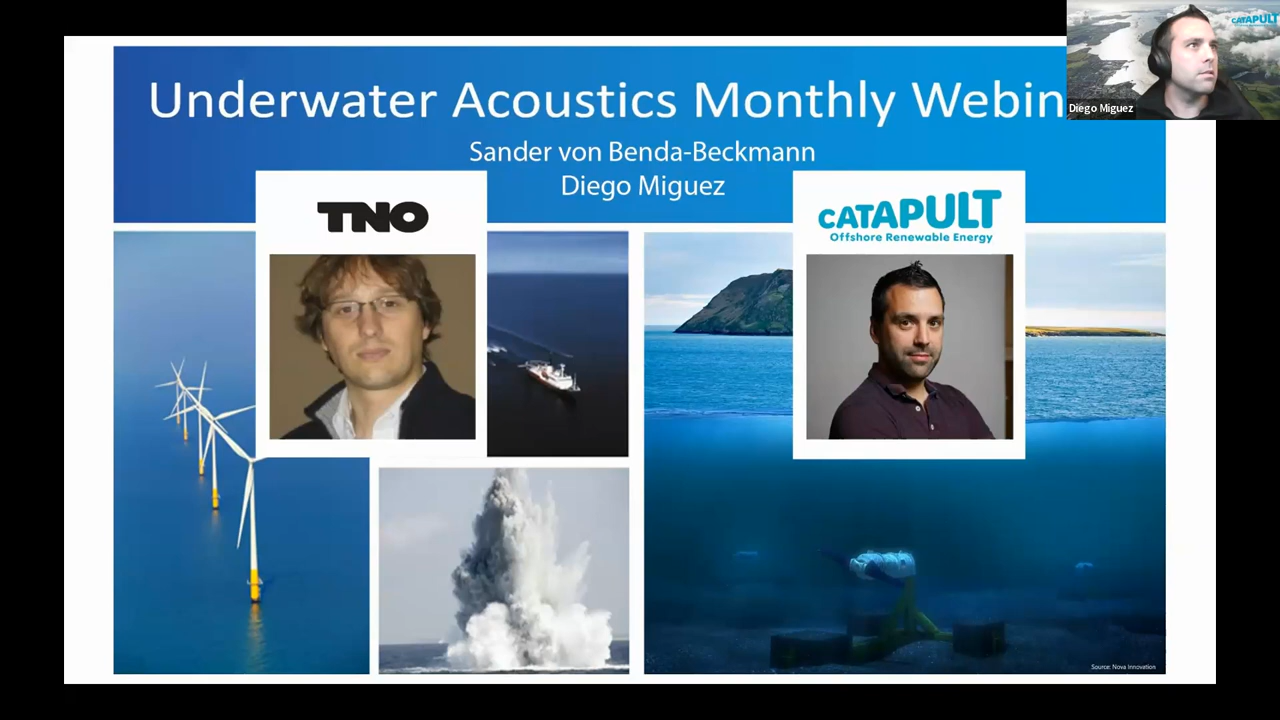 Underwater Acoustics Monthly Webin
Sander von Benda-Beckmann
Diego Miguez
TNO
CATAPULT
Offshore Renewable Energy
CATAPULT
Diego Miguez
Source: Nova Innovation